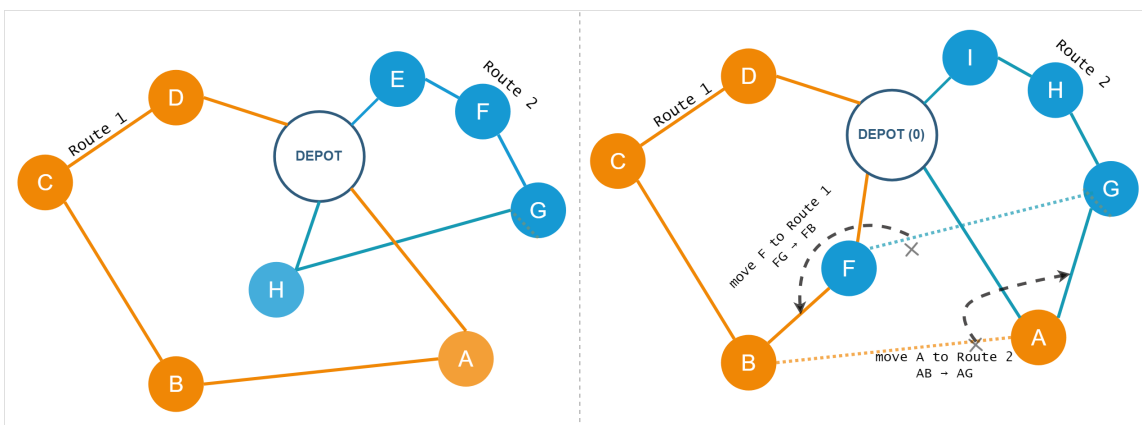 E
D
F
Route 2
Route 1
DEPOT
C
G
H
A
B
I
D
H
Route 2
Route 1
DEPOT (0)
C
G
move F to Route 1
FG → FB
F
A
B
move A to Route 2
AB → AG